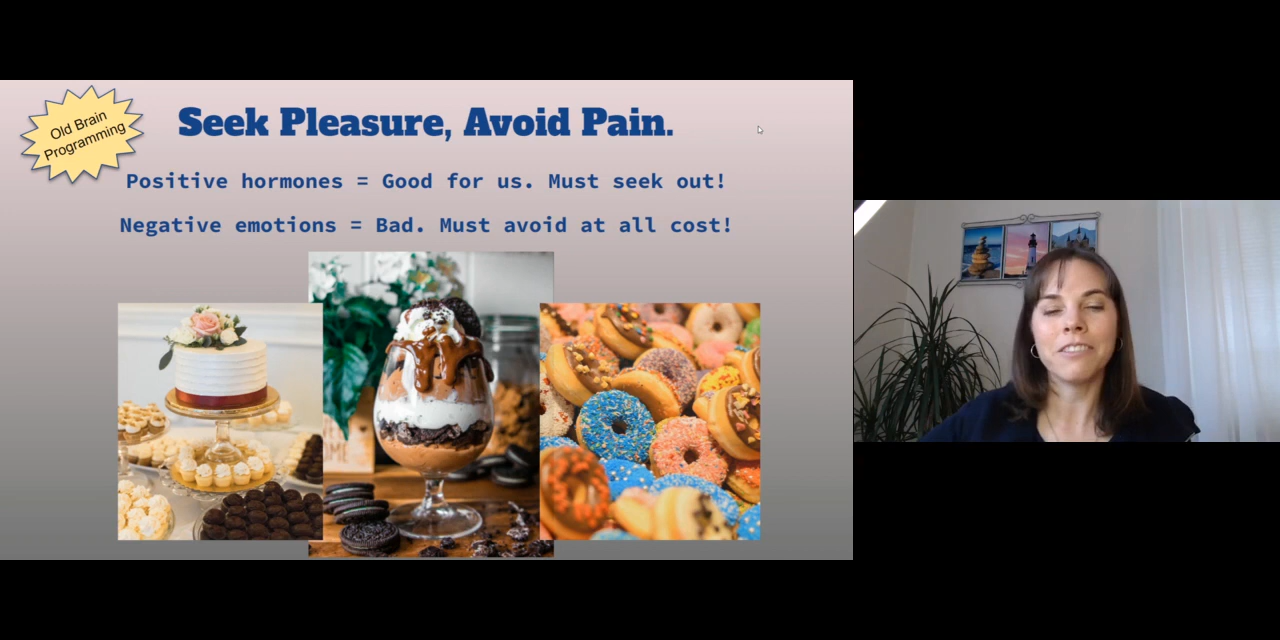 Old Brain
Programming
Seek Pleasure, Avoid Pain.
Positive hormones = Good for us. Must seek out!
Negative emotions = Bad. Must avoid at all cost!